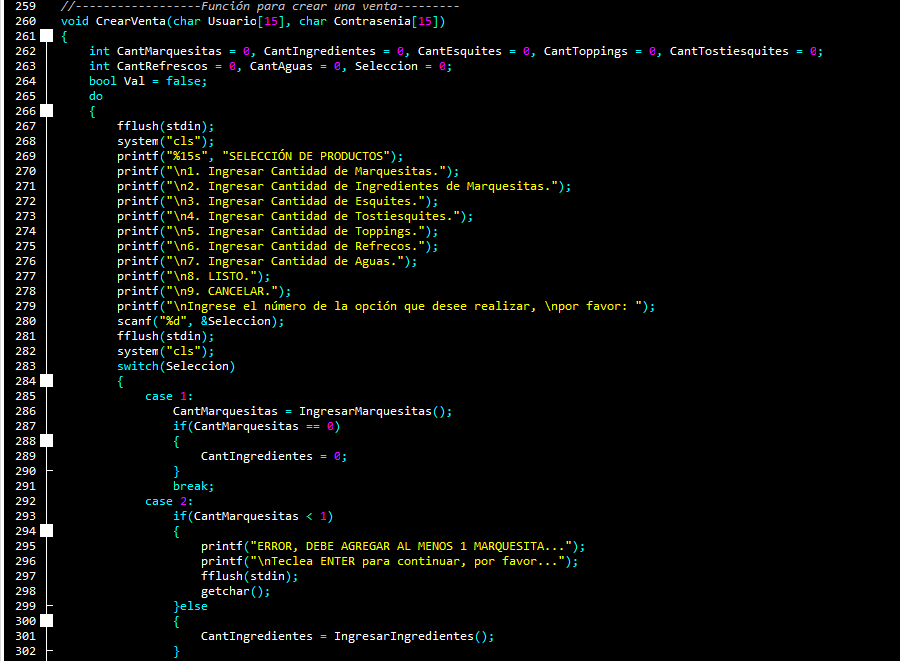 259 //------------------Función para crear una venta---------
260 void CrearVenta(char Usuario[15], char Contrasenia[15])
261 {
262     int CantMarquesitas = 0, CantIngredientes = 0, CantEsquites = 0, CantToppings = 0, CantTostiesquites = 0;
263     int CantRefrescos = 0, CantAguas = 0, Seleccion = 0;
264     bool Val = false;
265     do
266     {
267         fflush(stdin);
268         system("cls");
269         printf("%15s", "SELECCIÓN DE PRODUCTOS");
270         printf("\n1. Ingresar Cantidad de Marquesitas.");
271         printf("\n2. Ingresar Cantidad de Ingredientes de Marquesitas.");
272         printf("\n3. Ingresar Cantidad de Esquites.");
273         printf("\n4. Ingresar Cantidad de Tostiesquites.");
274         printf("\n5. Ingresar Cantidad de Toppings.");
275         printf("\n6. Ingresar Cantidad de Refrecos.");
276         printf("\n7. Ingresar Cantidad de Aguas.");
277         printf("\n8. LISTO.");
278         printf("\n9. CANCELAR.");
279         printf("\nIngrese el número de la opción que desee realizar, \npor favor: ");
280         scanf("%d", &Seleccion);
281         fflush(stdin);
282         system("cls");
283         switch(Seleccion)
284         {
285             case 1:
286                 CantMarquesitas = IngresarMarquesitas();
287                 if(CantMarquesitas == 0)
288                 {
289                     CantIngredientes = 0;
290                 }
291                 break;
292             case 2:
293                 if(CantMarquesitas < 1)
294                 {
295                     printf("ERROR, DEBE AGREGAR AL MENOS 1 MARQUESITA...");
296                     printf("\nTeclea ENTER para continuar, por favor...");
297                     fflush(stdin);
298                     getchar();
299                 }else
300                 {
301                     CantIngredientes = IngresarIngredientes();
302                 }